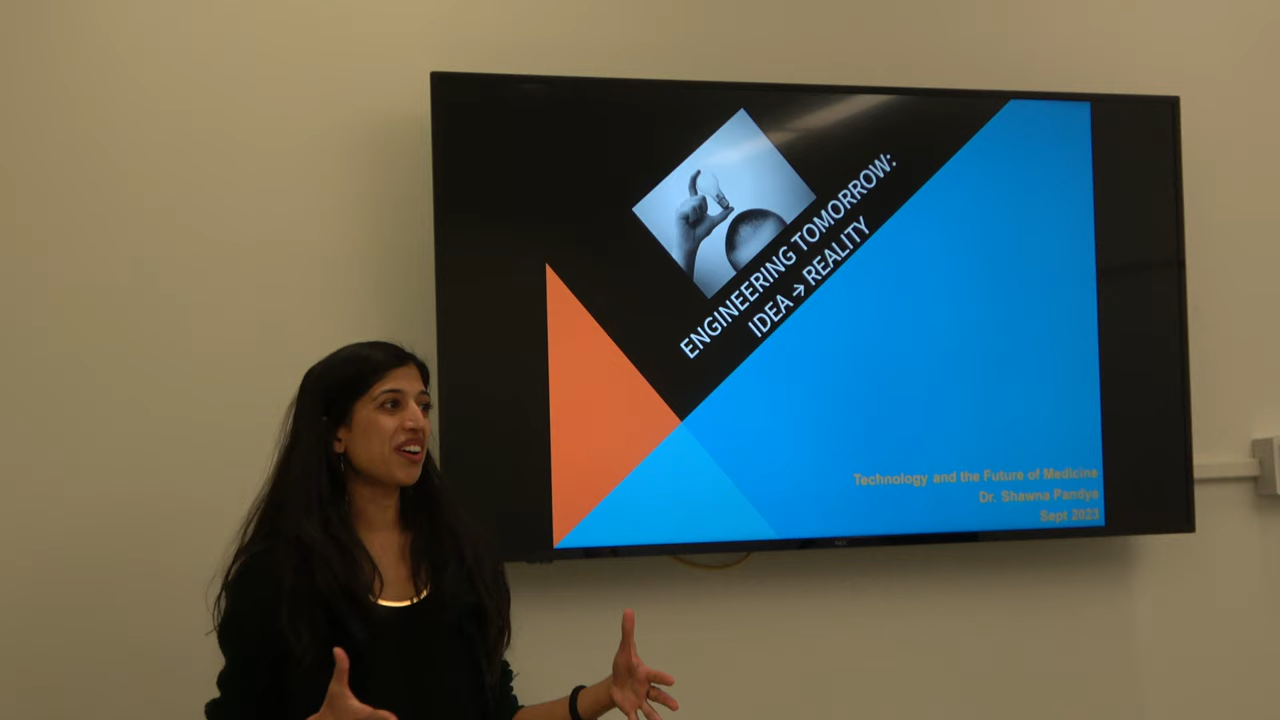 ENGINEERING TOMORROW:
IDEA → REALITY
Technology and the Future of Medicine
Dr. Shawna Pandya
Sept 2023